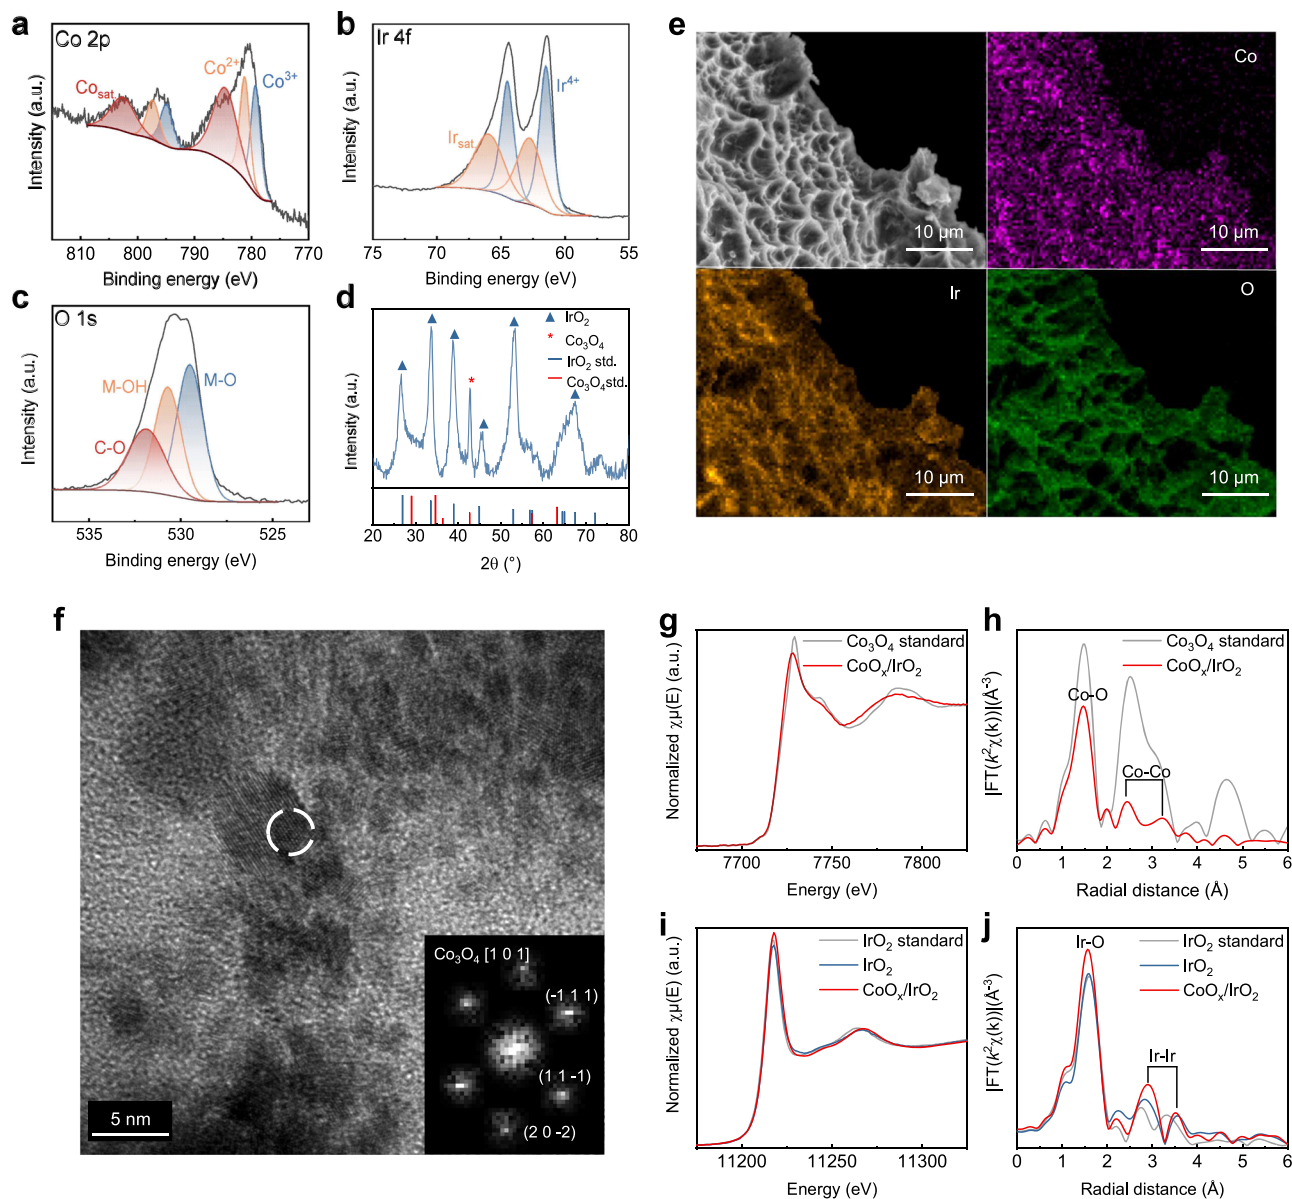 a
Co 2p
Co_sat.
Co²⁺
Co³⁺
Intensity (a.u.)
810 800 790 780 770
Binding energy (eV)
b
Ir 4f
Ir⁴⁺
Ir_sat.
Intensity (a.u.)
75 70 65 60 55
Binding energy (eV)
c
O 1s
M-OH
M-O
C-O
Intensity (a.u.)
535 530 525
Binding energy (eV)
d
IrO₂
* Co₃O₄
IrO₂ std.
Co₃O₄std.
*
Intensity (a.u.)
20 30 40 50 60 70 80
2θ (°)
e
Co
10 μm
10 μm
Ir
O
10 μm
10 μm
f
Co₃O₄ [1 0 1]
(-1 1 1)
(1 1 -1)
(2 0 -2)
5 nm
g
Co₃O₄ standard
CoOₓ/IrO₂
Normalized χμ(E) (a.u.)
7700 7750 7800
Energy (eV)
h
Co₃O₄ standard
CoOₓ/IrO₂
Co-O
Co-Co
|FT(k²χ(k))|(Å⁻³)
0 1 2 3 4 5 6
Radial distance (Å)
i
IrO₂ standard
IrO₂
CoOₓ/IrO₂
Normalized χμ(E) (a.u.)
11200 11250 11300
Energy (eV)
j
Ir-O
IrO₂ standard
IrO₂
CoOₓ/IrO₂
Ir-Ir
|FT(k²χ(k))|(Å⁻³)
0 1 2 3 4 5 6
Radial distance (Å)